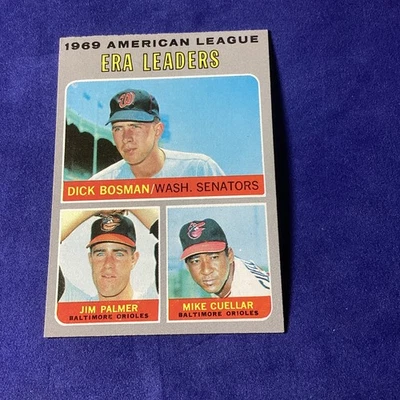 1969 AMERICAN LEAGUE
ERA LEADERS
DICK BOSMAN/WASH. SENATORS
JIM PALMER
BALTIMORE ORIOLES
MIKE CUELLAR
BALTIMORE ORIOLES